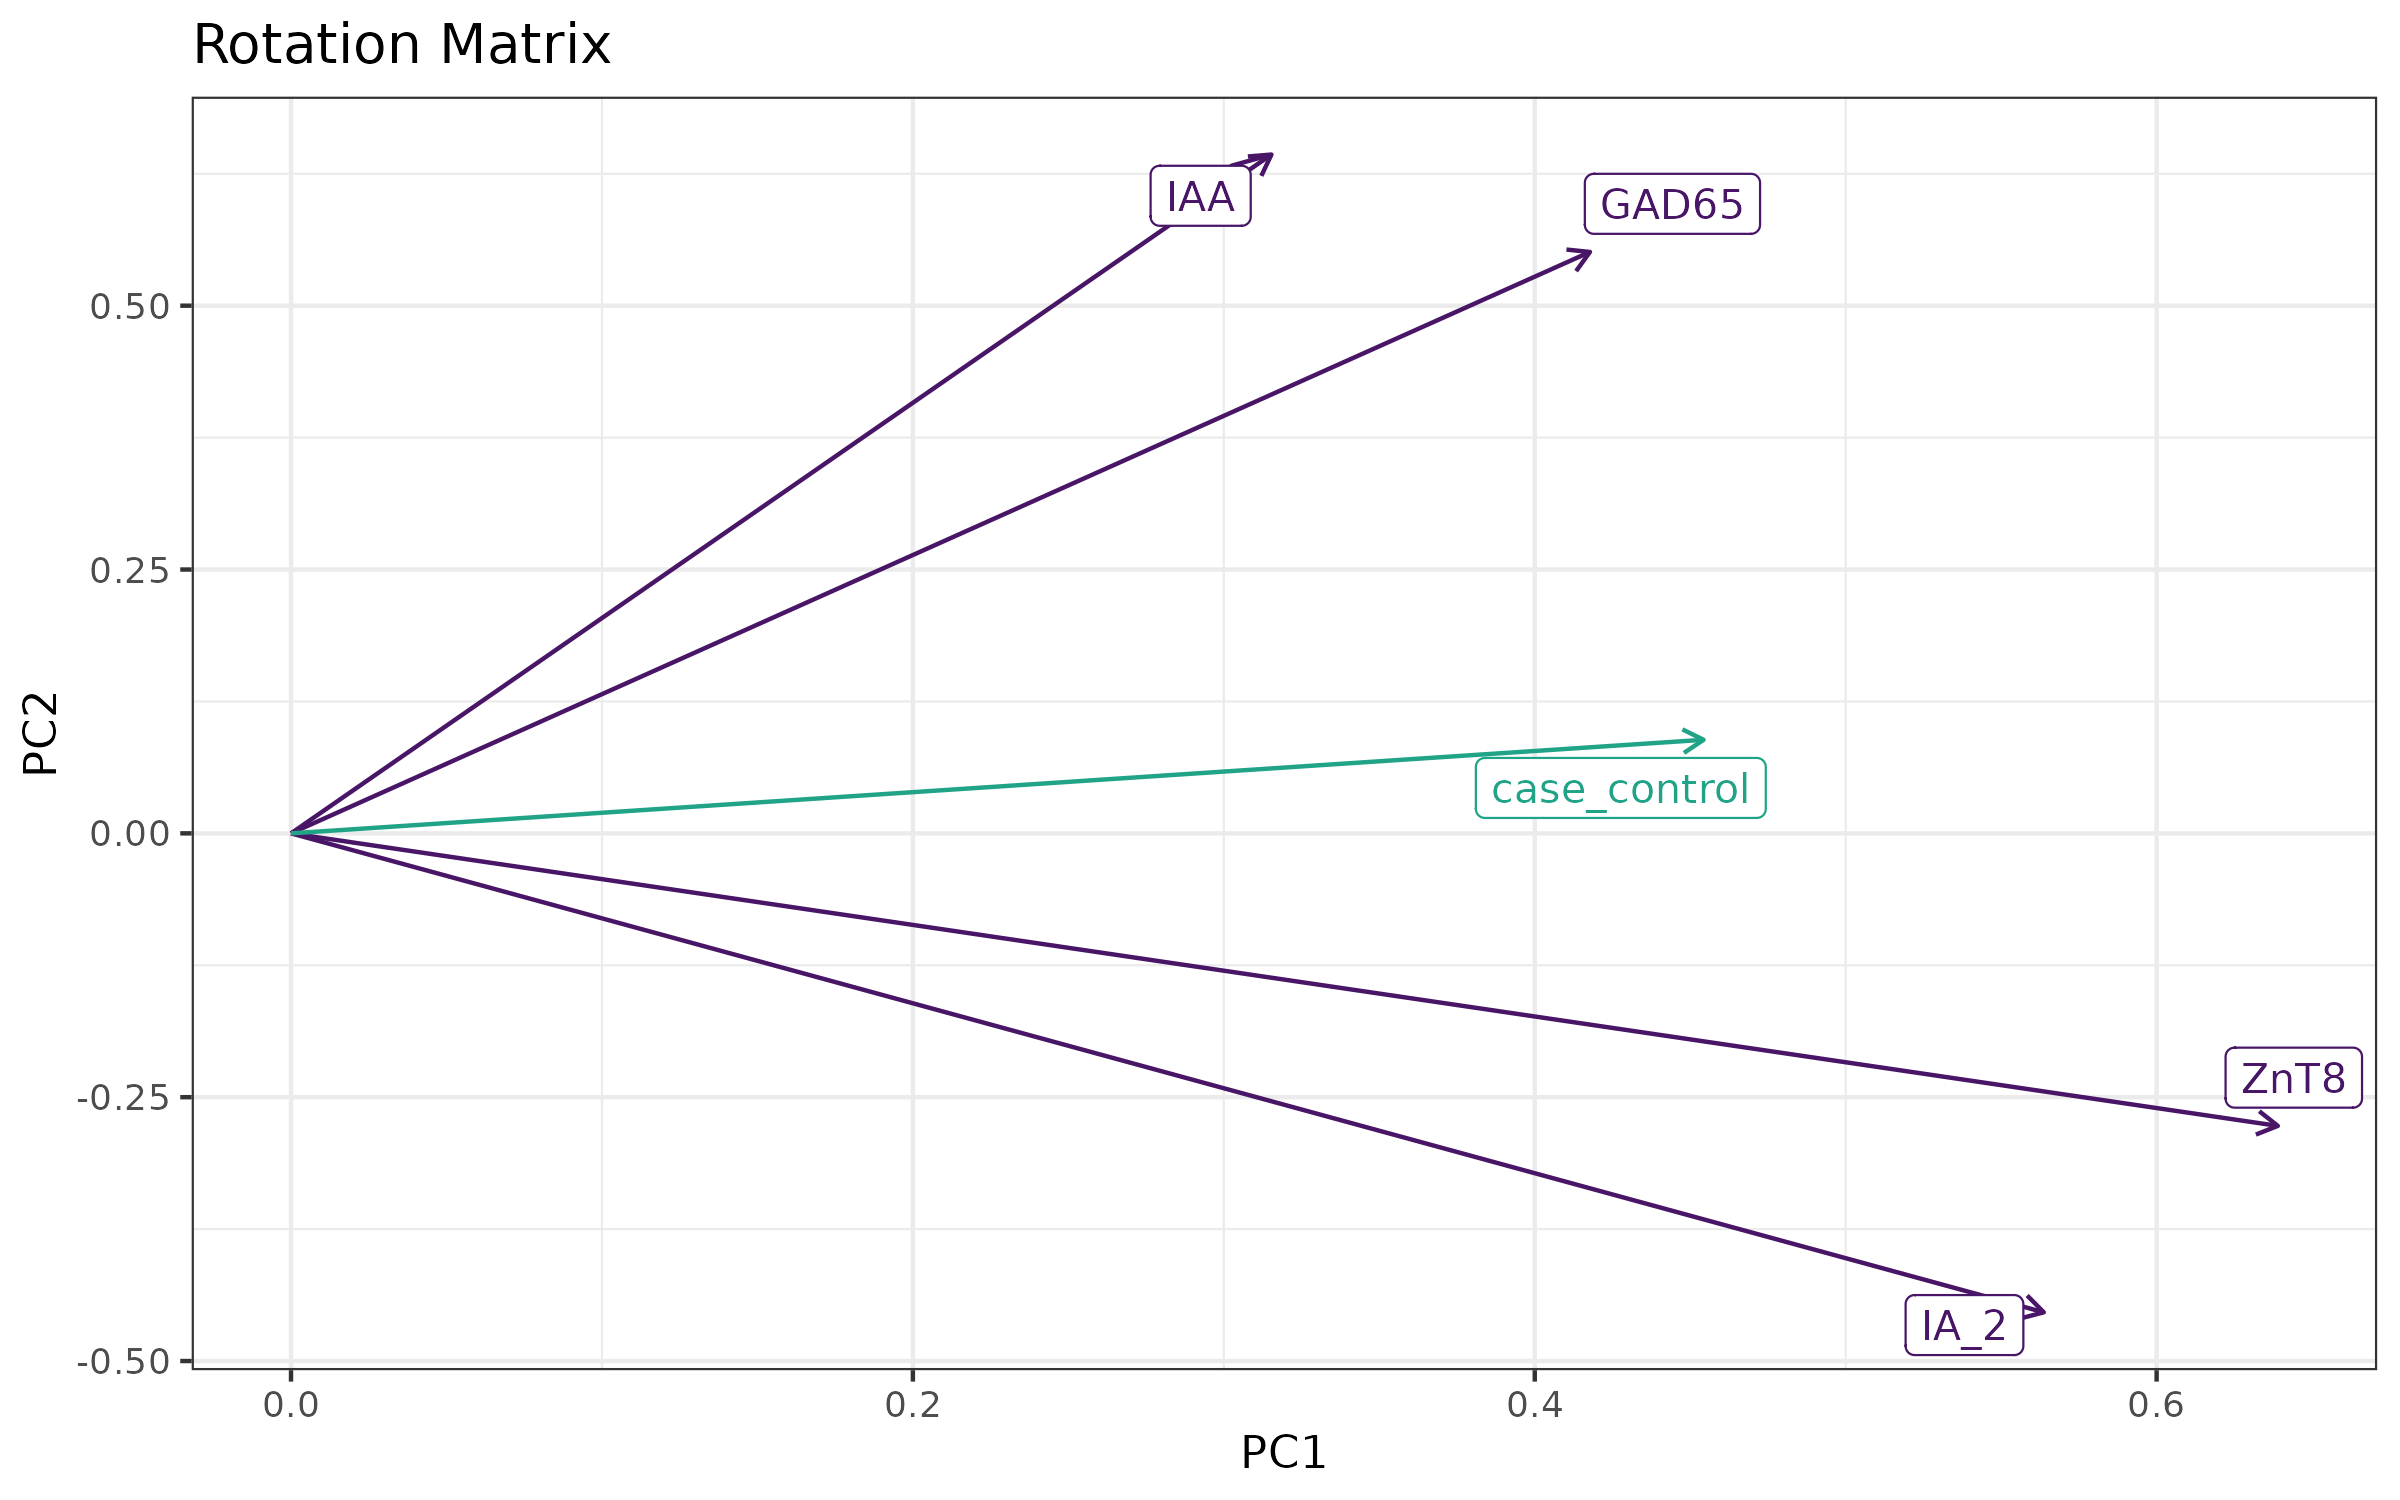 Rotation Matrix
IAA
GAD65
case_control
ZnT8
IA_2
PC2
0.50
0.25
0.00
-0.25
-0.50
0.0
0.2
0.4
0.6
PC1